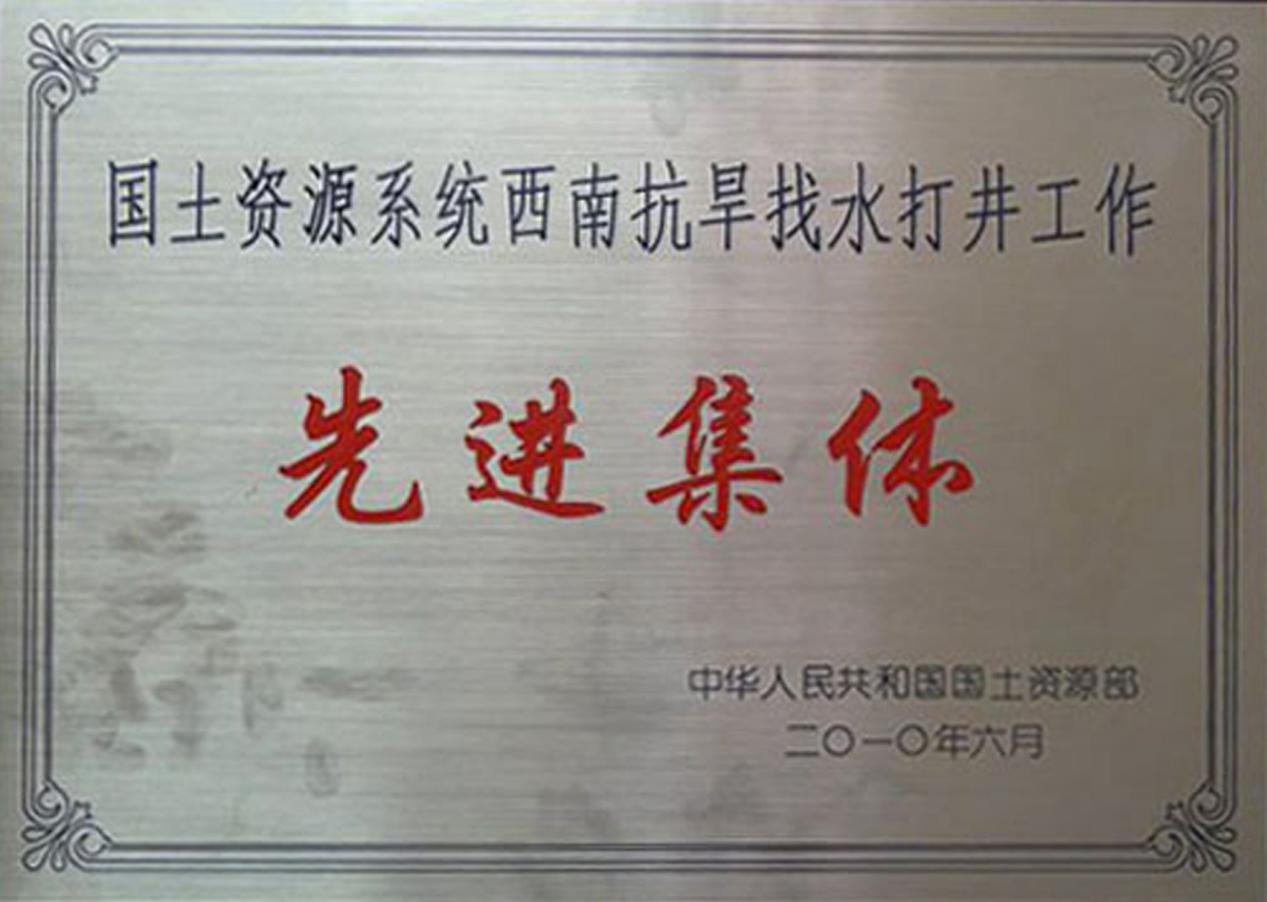 国土资源系统西南抗旱找水打井工作
先进集体
中华人民共和国国土资源部
二〇一〇年六月